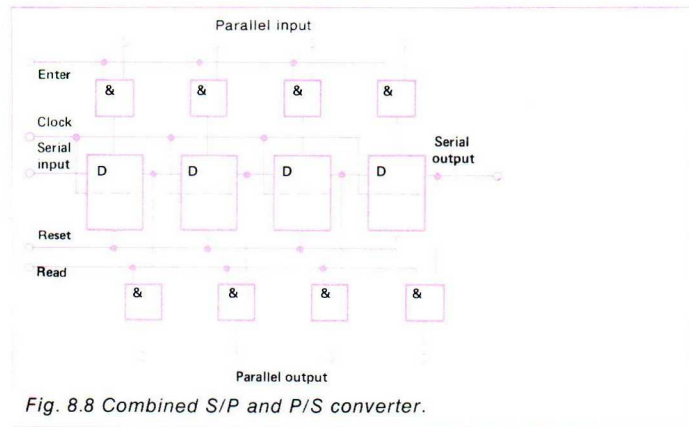 Parallel input
Enter
& & & &
Clock
Serial input
D D D D
Serial output
Reset
Read
& & & &
Parallel output
Fig. 8.8 Combined S/P and P/S converter.